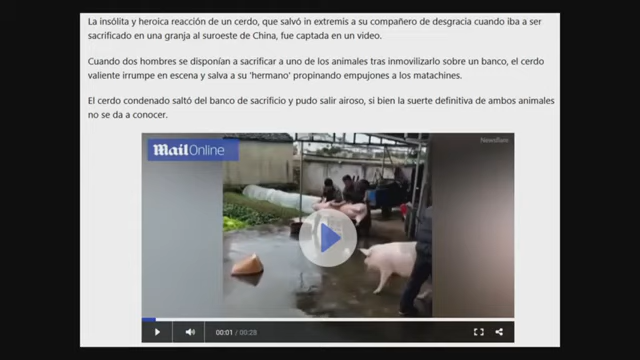 La insólita y heroica reacción de un cerdo, que salvó in extremis a su compañero de desgracia cuando iba a ser
sacrificado en una granja al suroeste de China, fue captada en un video.
Cuando dos hombres se disponían a sacrificar a uno de los animales tras inmovilizarlo sobre un banco, el cerdo
valiente irrumpe en escena y salva a su 'hermano' propinando empujones a los matachines.
El cerdo condenado saltó del banco de sacrificio y pudo salir airoso, si bien la suerte definitiva de ambos animales
no se da a conocer.
MailOnline
Newsflare
00:01 / 00:28